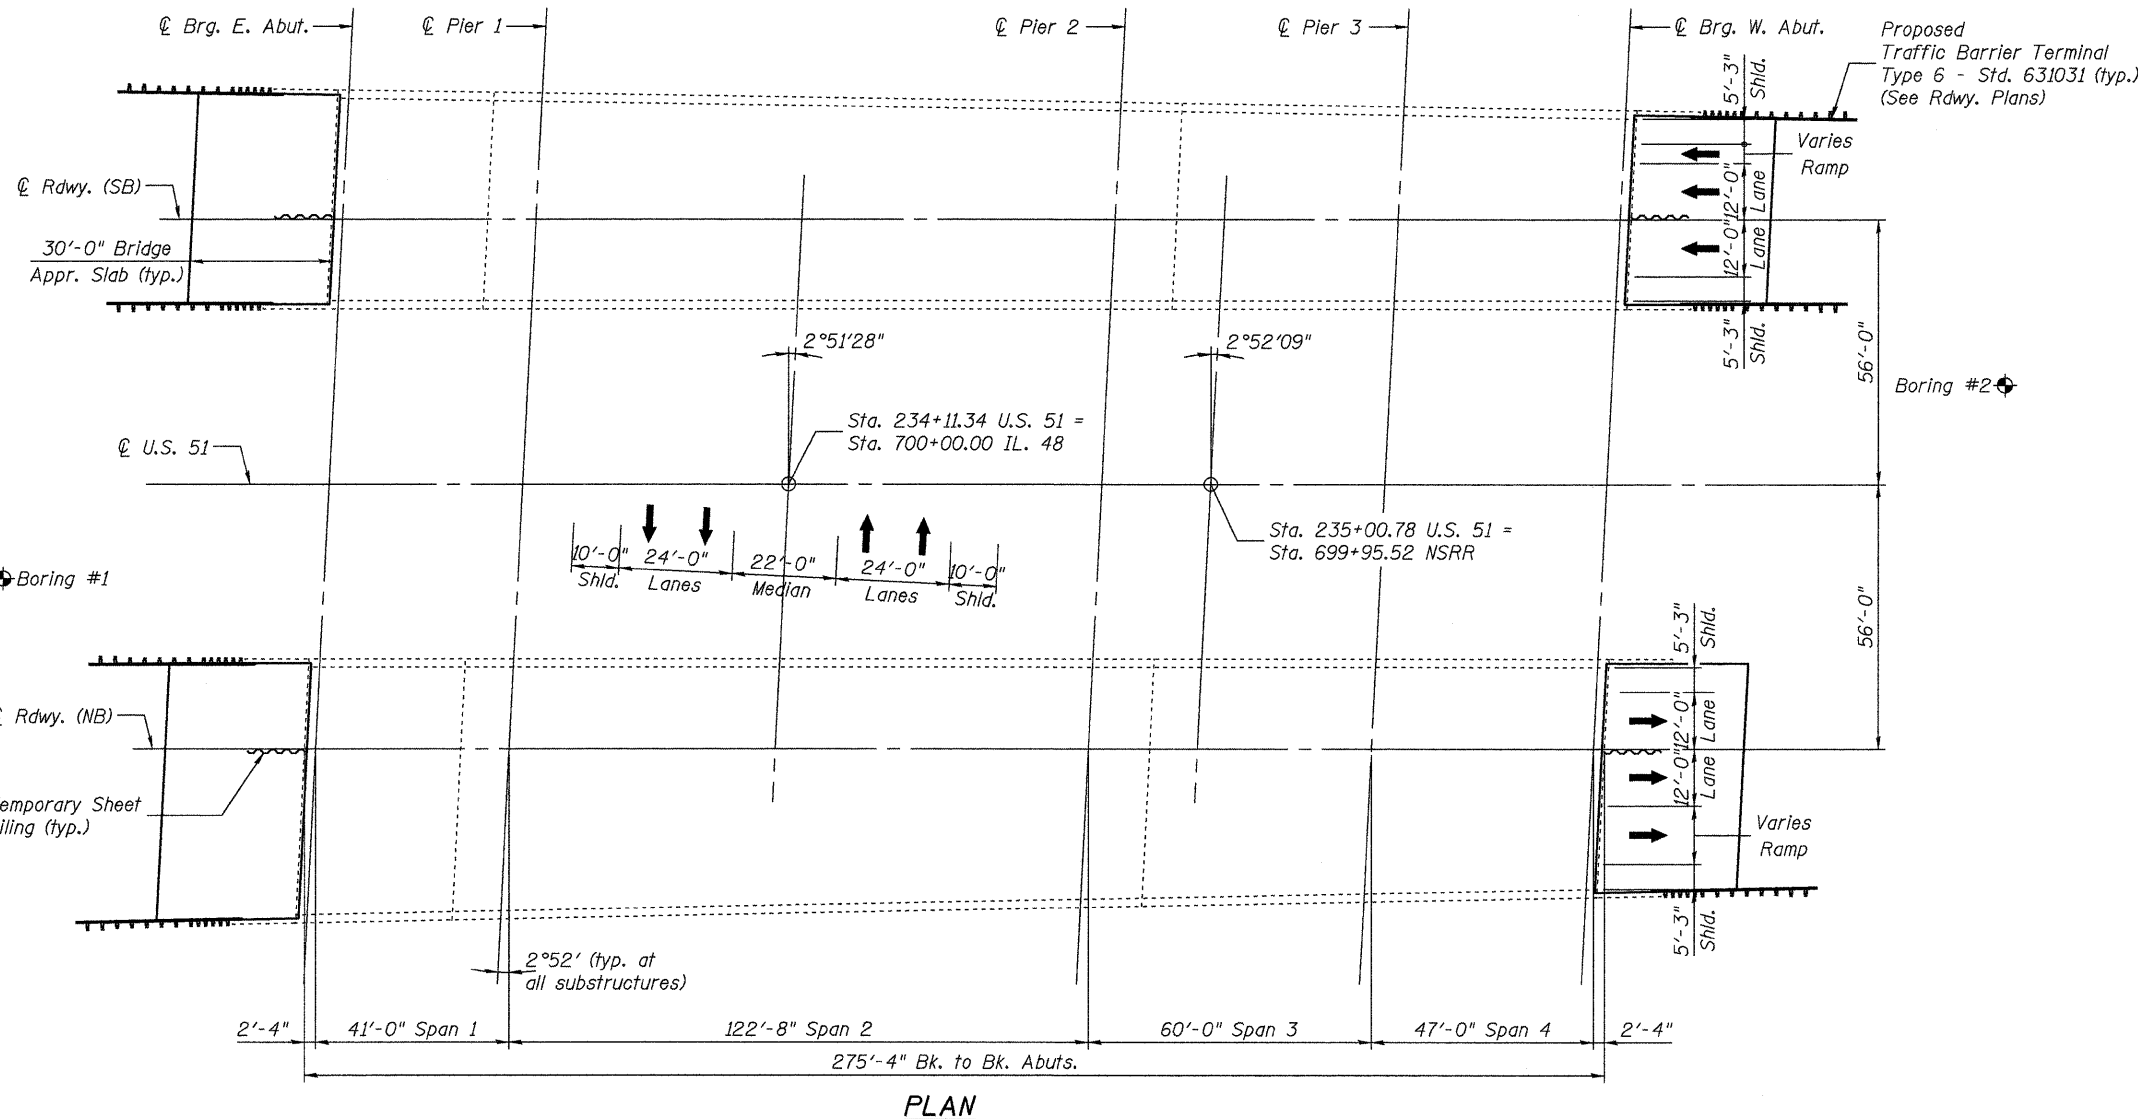 ℄ Brg. E. Abut.
℄ Pier 1
℄ Pier 2
℄ Pier 3
℄ Brg. W. Abut.
Proposed
Traffic Barrier Terminal
Type 6 - Std. 631031 (typ.)
(See Rdwy. Plans)
5'-3"
Shld.
Varies
Ramp
12'-0"
Lane
12'-0"
Lane
5'-3"
Shld.
℄ Rdwy. (SB)
30'-0" Bridge
Appr. Slab (typ.)
2°51'28"
2°52'09"
56'-0"
Boring #2
Sta. 234+11.34 U.S. 51 =
Sta. 700+00.00 IL. 48
℄ U.S. 51
Sta. 235+00.78 U.S. 51 =
Sta. 699+95.52 NSRR
10'-0"
Shld.
24'-0"
Lanes
22'-0"
Median
24'-0"
Lanes
10'-0"
Shld.
Boring #1
56'-0"
5'-3"
Shld.
12'-0"
Lane
12'-0"
Lane
Varies
Ramp
5'-3"
Shld.
℄ Rdwy. (NB)
emporary Sheet
iling (typ.)
2°52' (typ. at
all substructures)
2'-4"
41'-0" Span 1
122'-8" Span 2
60'-0" Span 3
47'-0" Span 4
2'-4"
275'-4" Bk. to Bk. Abuts.
PLAN